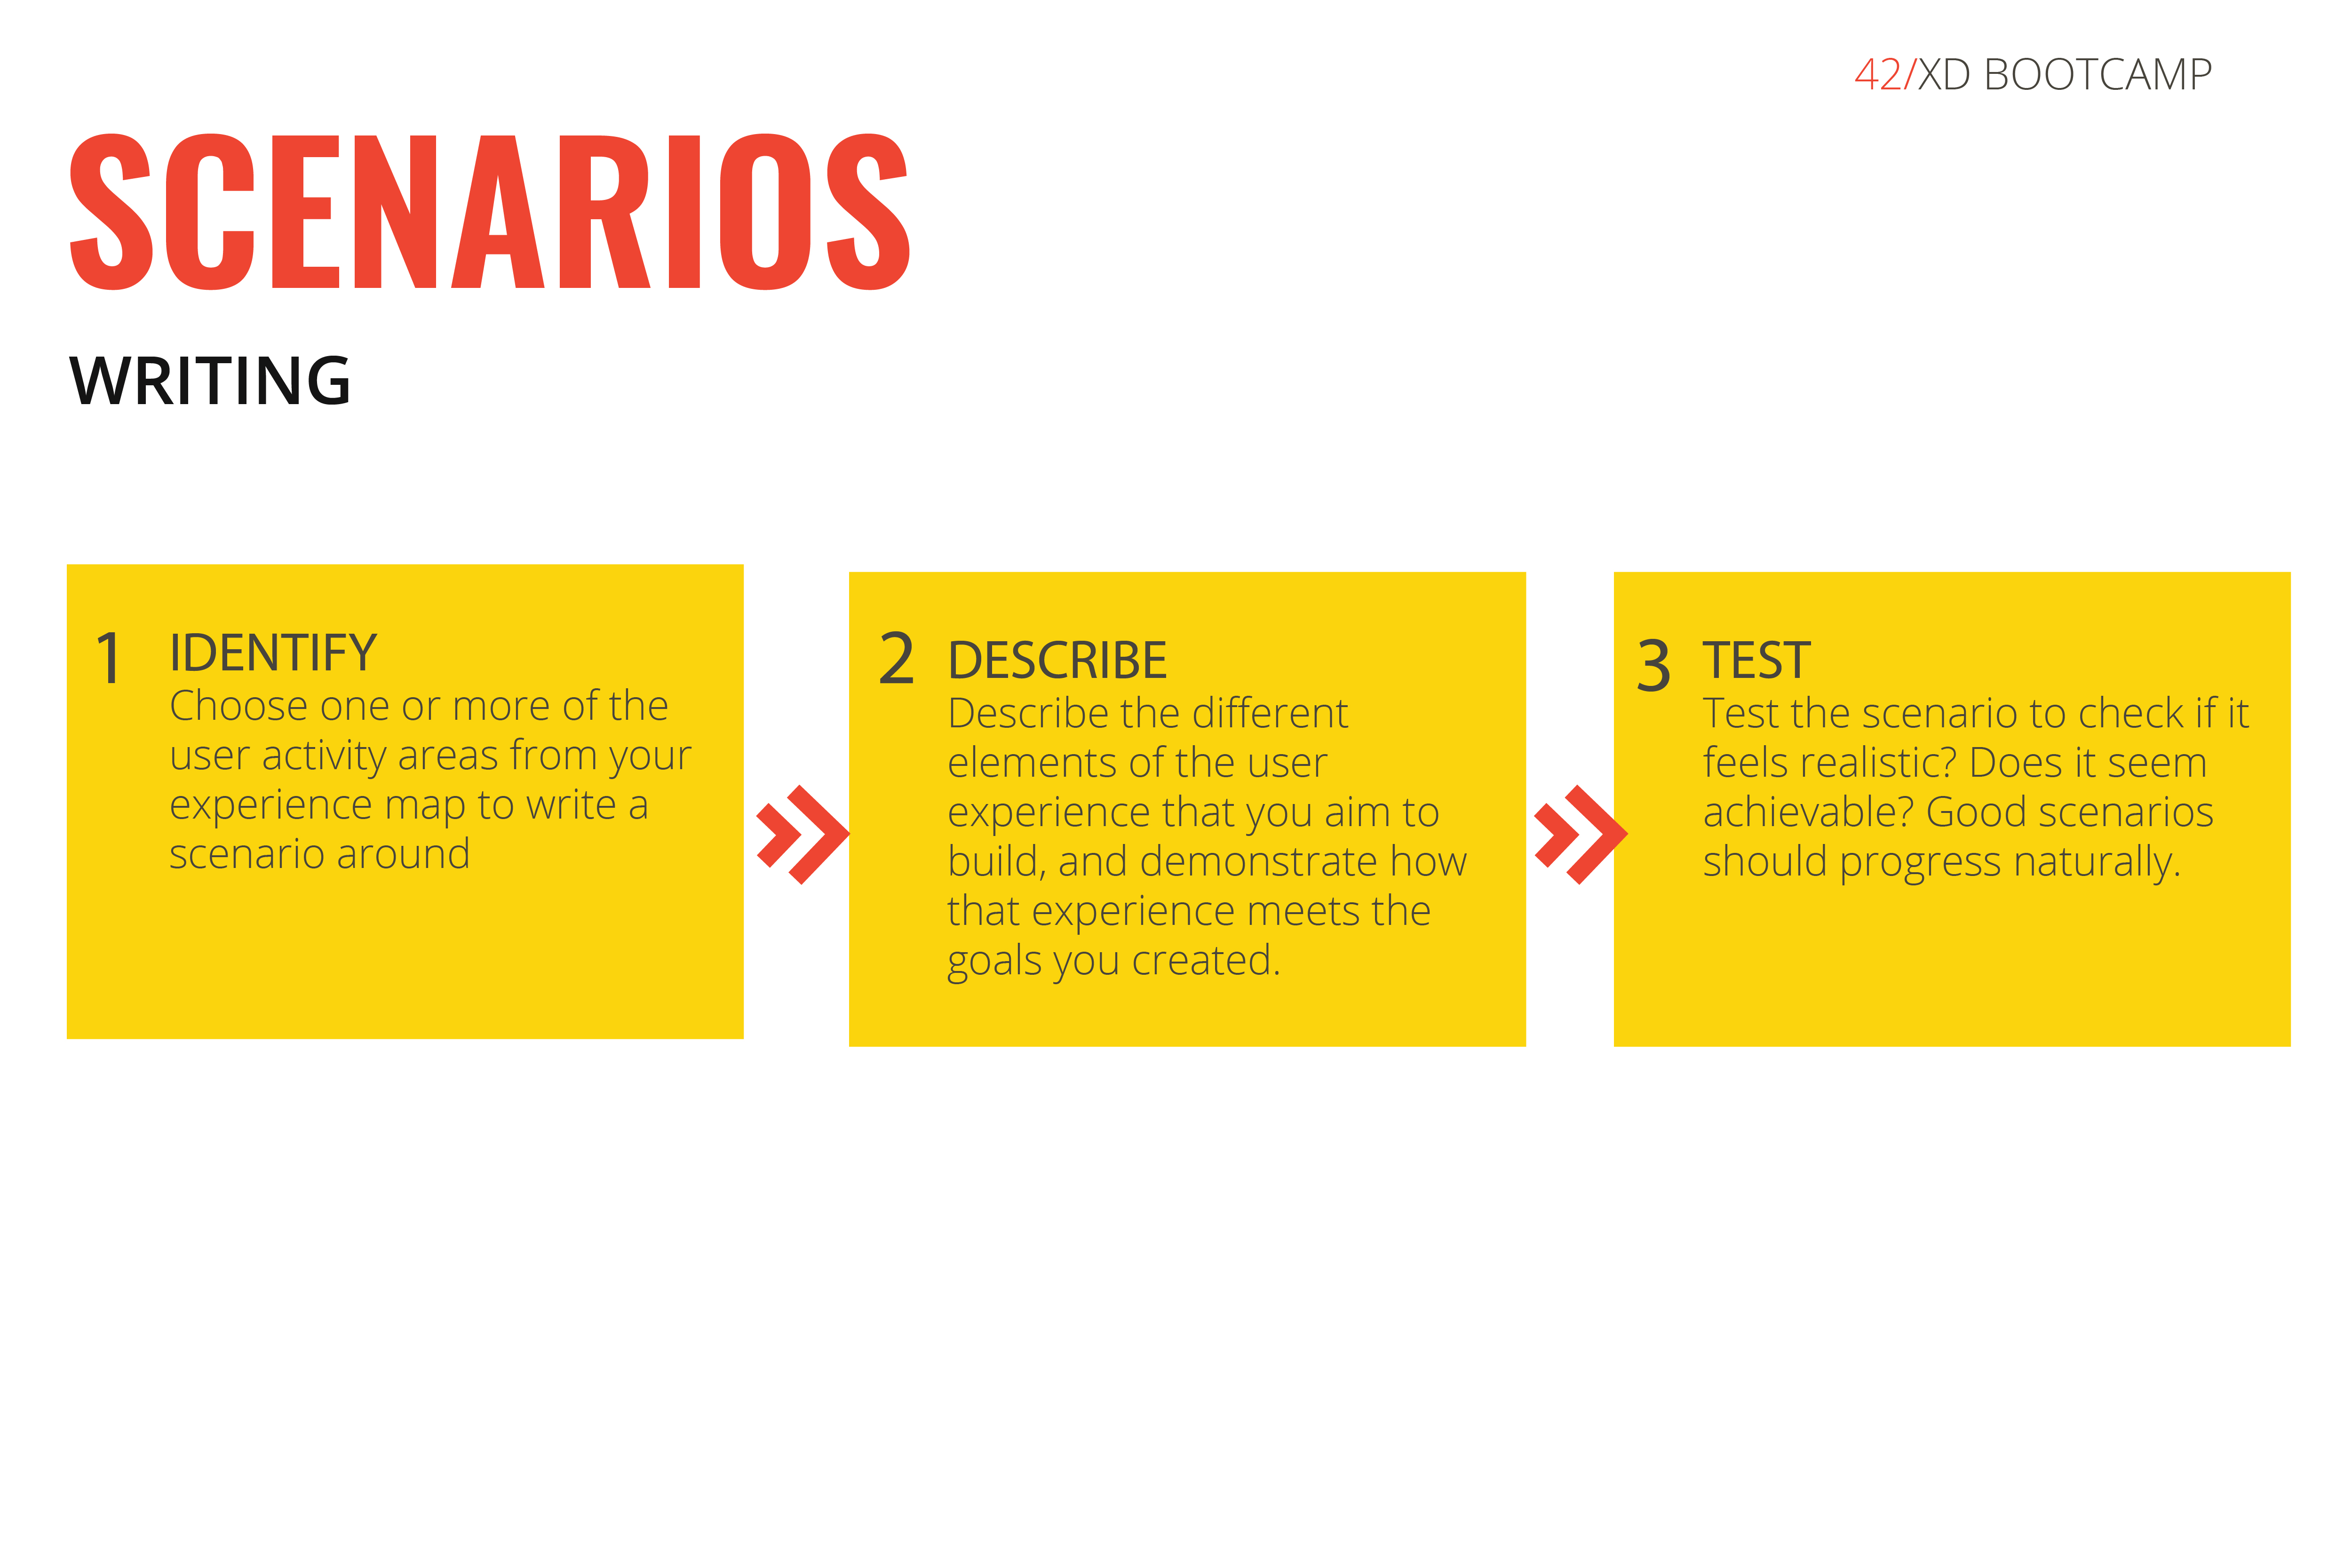 42/XD BOOTCAMP
SCENARIOS
WRITING
1
IDENTIFY
Choose one or more of the
user activity areas from your
experience map to write a
scenario around
2
DESCRIBE
Describe the different
elements of the user
experience that you aim to
build, and demonstrate how
that experience meets the
goals you created.
3
TEST
Test the scenario to check if it
feels realistic? Does it seem
achievable? Good scenarios
should progress naturally.